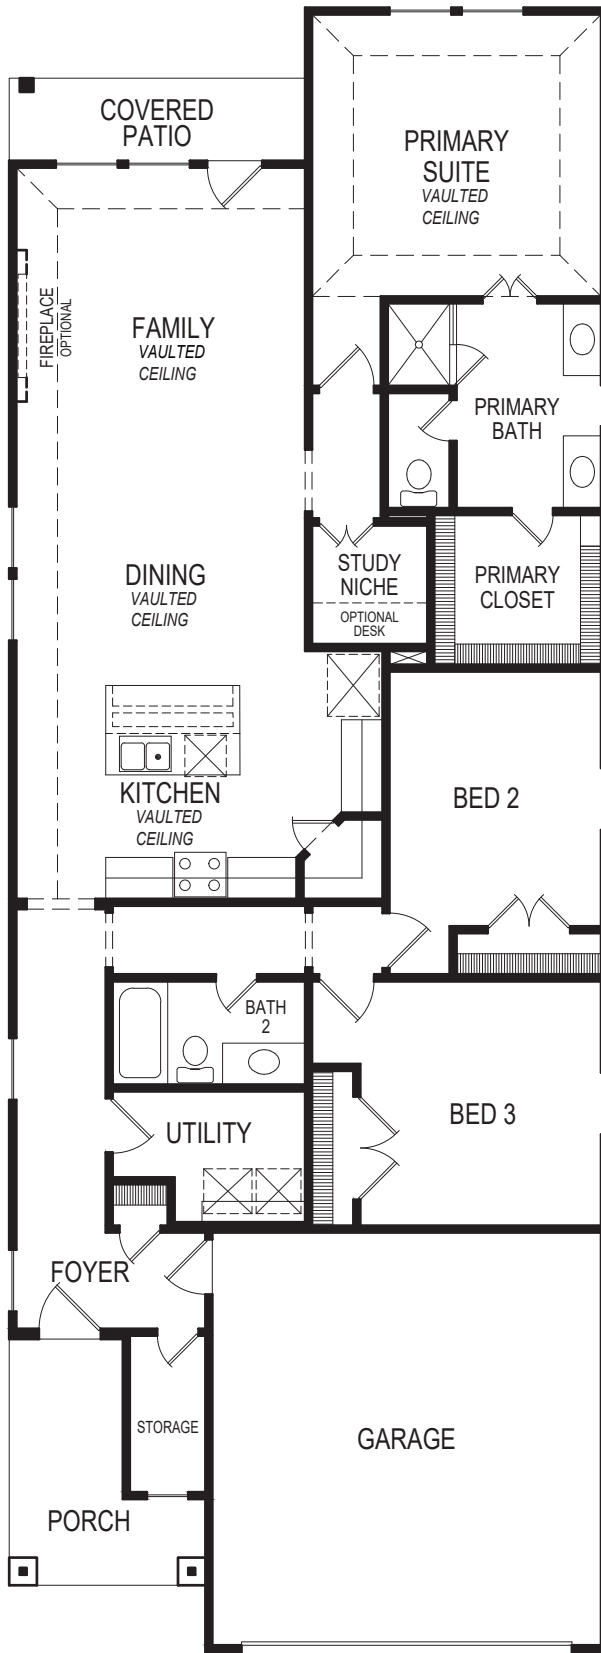 COVERED
PATIO
PRIMARY
SUITE
VAULTED
CEILING
FIREPLACE
OPTIONAL
FAMILY
VAULTED
CEILING
PRIMARY
BATH
DINING
VAULTED
CEILING
STUDY
NICHE
OPTIONAL
DESK
PRIMARY
CLOSET
KITCHEN
VAULTED
CEILING
BED 2
BATH
2
UTILITY
BED 3
FOYER
STORAGE
GARAGE
PORCH